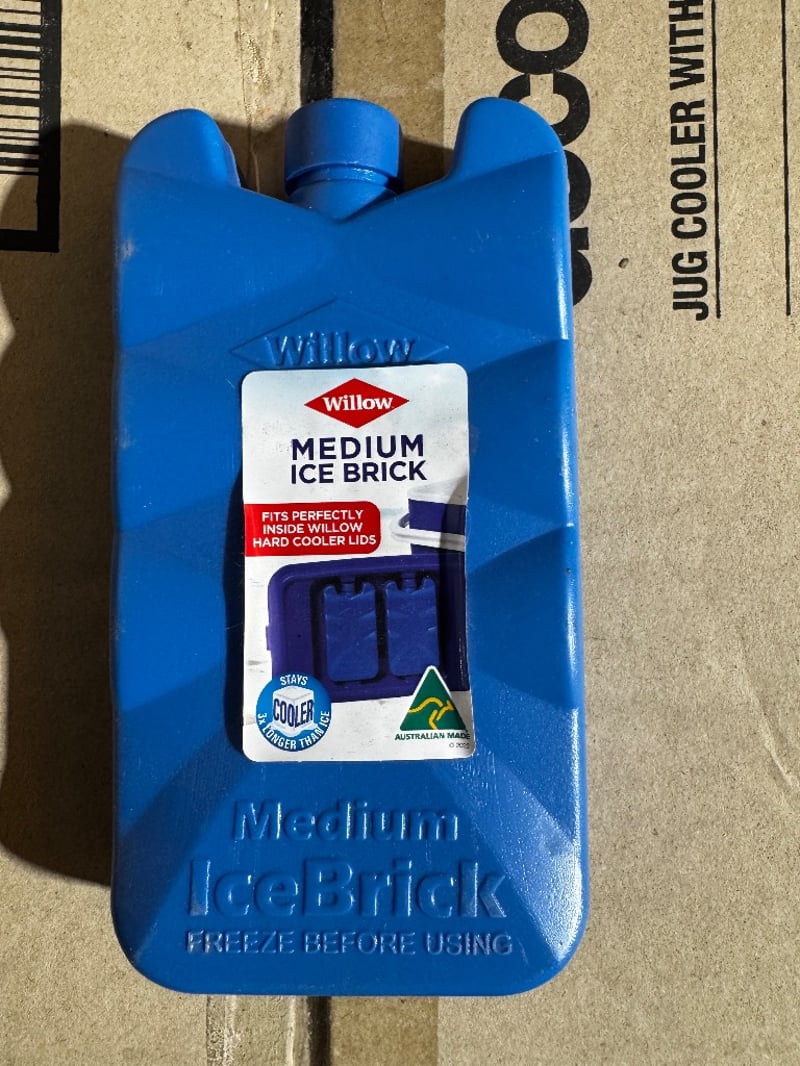 JUG COOLER WITH
Willow
Willow
MEDIUM
ICE BRICK
FITS PERFECTLY
INSIDE WILLOW
HARD COOLER LIDS
STAYS
COOLER
3x LONGER THAN ICE
AUSTRALIAN MADE
Medium
IceBrick
FREEZE BEFORE USING